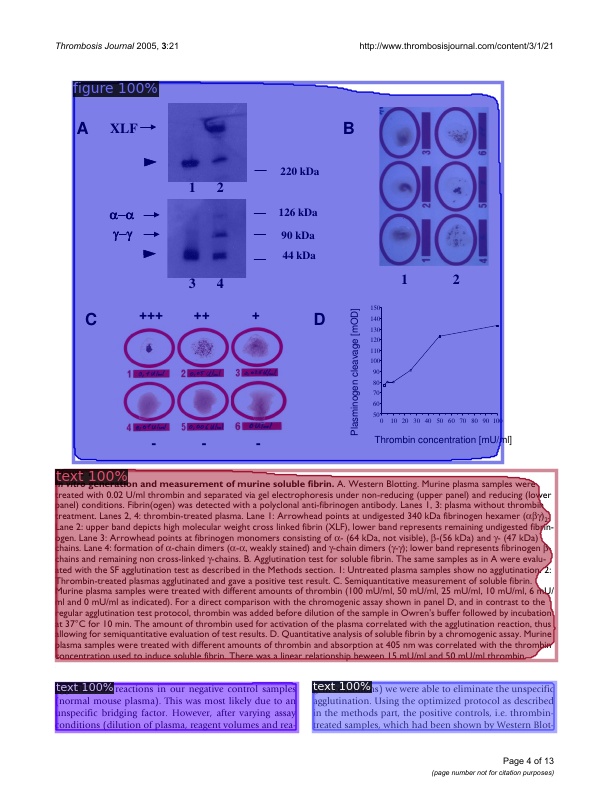 Thrombosis Journal 2005, 3:21
http://www.thrombosisjournal.com/content/3/1/21
figure 100%
A
XLF
1 2
220 kDa
α–α
γ–γ
126 kDa
90 kDa
44 kDa
3 4
B
3 6
2 5
1 4
1 2
C
+++ ++ +
1 2 3
4 5 6
- - -
D
Plasminogen cleavage [mOD]
150
140
130
120
110
100
90
80
70
60
50
0 10 20 30 40 50 60 70 80 90 100
Thrombin concentration [mU/ml]
text 100%
generation and measurement of murine soluble fibrin. A. Western Blotting. Murine plasma samples were
treated with 0.02 U/ml thrombin and separated via gel electrophoresis under non-reducing (upper panel) and reducing (lower
panel) conditions. Fibrin(ogen) was detected with a polyclonal anti-fibrinogen antibody. Lanes 1, 3: plasma without thrombin
treatment. Lanes 2, 4: thrombin-treated plasma. Lane 1: Arrowhead points at undigested 340 kDa fibrinogen hexamer (αβγ)2.
Lane 2: upper band depicts high molecular weight cross linked fibrin (XLF), lower band represents remaining undigested fibrin-
ogen. Lane 3: Arrowhead points at fibrinogen monomers consisting of α- (64 kDa, not visible), β-(56 kDa) and γ- (47 kDa)
chains. Lane 4: formation of α-chain dimers (α-α, weakly stained) and γ-chain dimers (γ-γ); lower band represents fibrinogen β-
chains and remaining non cross-linked γ-chains. B. Agglutination test for soluble fibrin. The same samples as in A were evalu-
ated with the SF agglutination test as described in the Methods section. 1: Untreated plasma samples show no agglutination. 2:
Thrombin-treated plasmas agglutinated and gave a positive test result. C. Semiquantitative measurement of soluble fibrin.
Murine plasma samples were treated with different amounts of thrombin (100 mU/ml, 50 mU/ml, 25 mU/ml, 10 mU/ml, 6 mU/
ml and 0 mU/ml as indicated). For a direct comparison with the chromogenic assay shown in panel D, and in contrast to the
regular agglutination test protocol, thrombin was added before dilution of the sample in Owren's buffer followed by incubation
at 37°C for 10 min. The amount of thrombin used for activation of the plasma correlated with the agglutination reaction, thus
allowing for semiquantitative evaluation of test results. D. Quantitative analysis of soluble fibrin by a chromogenic assay. Murine
plasma samples were treated with different amounts of thrombin and absorption at 405 nm was correlated with the thrombin
concentration used to induce soluble fibrin. There was a linear relationship beween 15 mU/ml and 50 mU/ml thrombin.
text 100%
reactions in our negative control samples
normal mouse plasma). This was most likely due to an
unspecific bridging factor. However, after varying assay
conditions (dilution of plasma, reagent volumes and rea-
text 100%
we were able to eliminate the unspecific
agglutination. Using the optimized protocol as described
in the methods part, the positive controls, i.e. thrombin-
treated samples, which had been shown by Western Blot-
Page 4 of 13
(page number not for citation purposes)